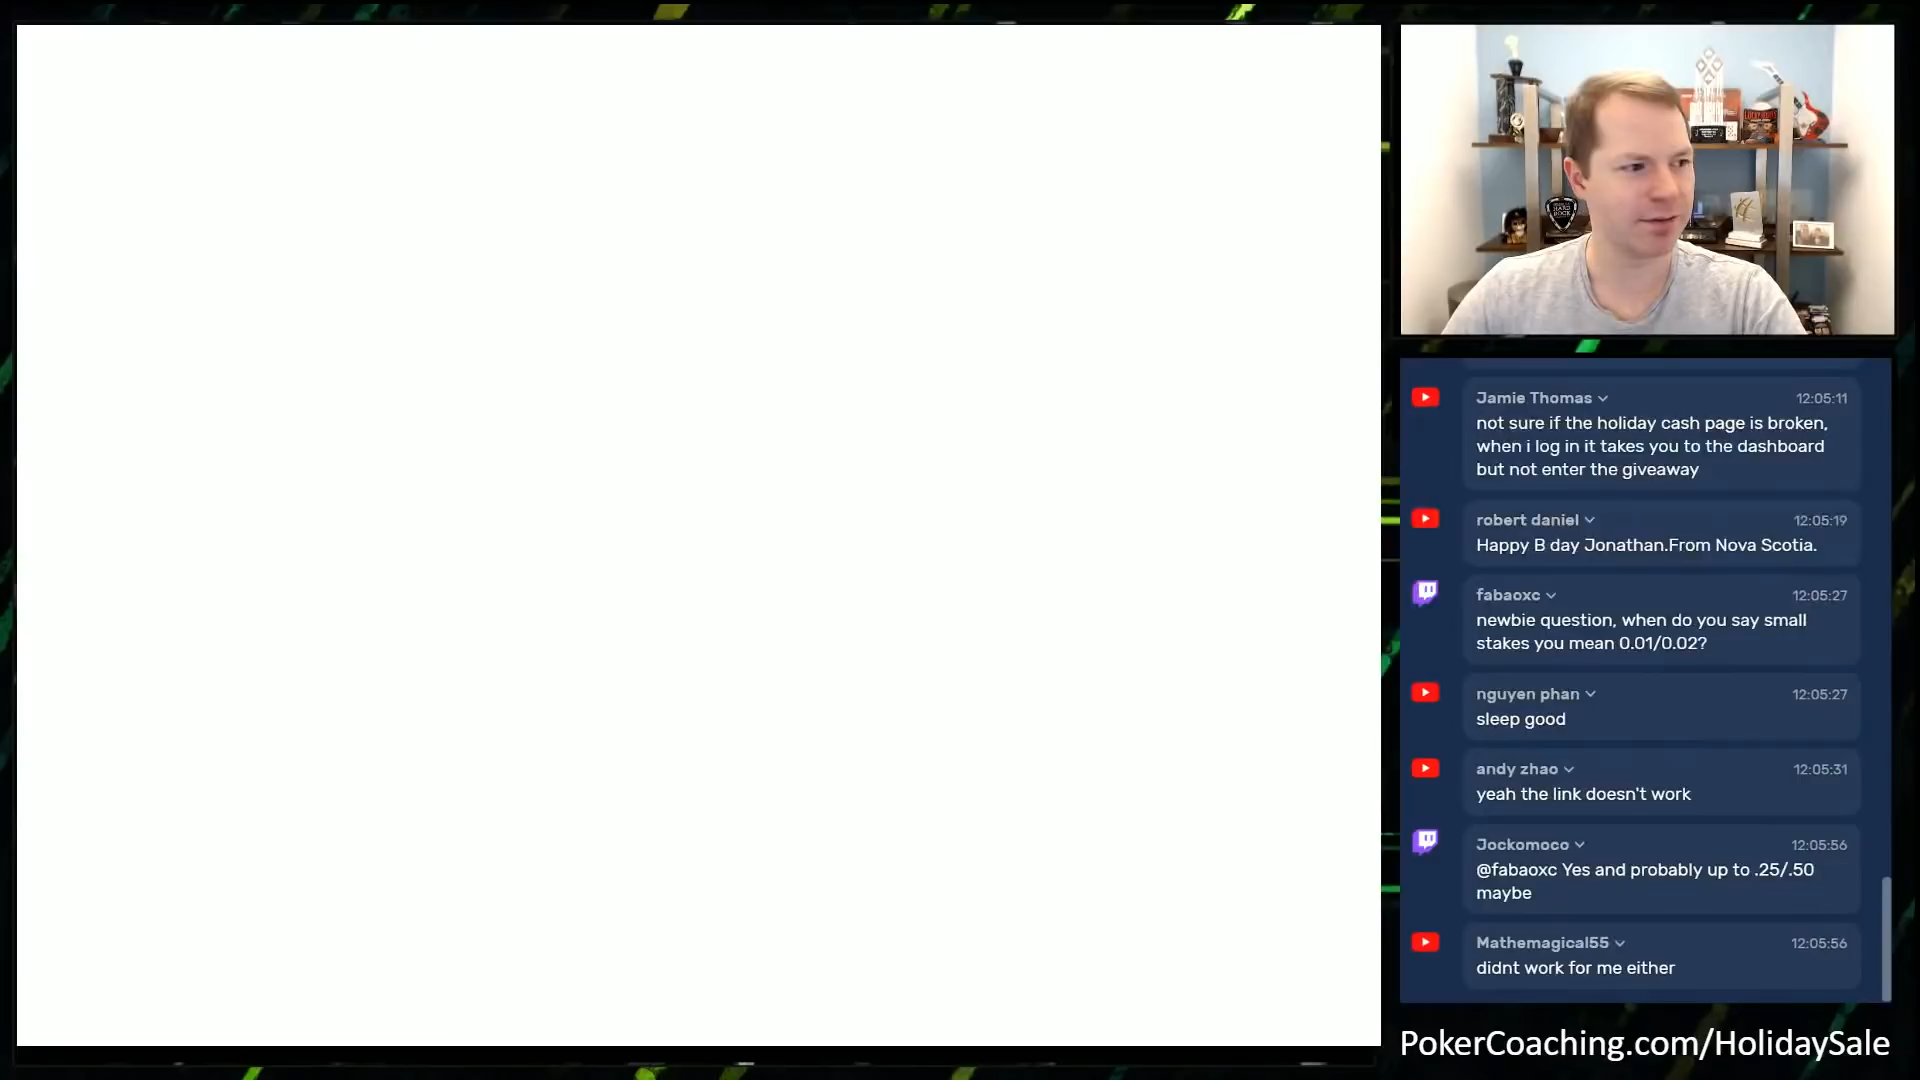 Jamie Thomas 12:05:11
not sure if the holiday cash page is broken,
when i log in it takes you to the dashboard
but not enter the giveaway
robert daniel 12:05:19
Happy B day Jonathan.From Nova Scotia.
fabaoxc 12:05:27
newbie question, when do you say small
stakes you mean 0.01/0.02?
nguyen phan 12:05:27
sleep good
andy zhao 12:05:31
yeah the link doesn't work
Jockomoco 12:05:56
@fabaoxc Yes and probably up to .25/.50
maybe
Mathemagical55 12:05:56
didnt work for me either
PokerCoaching.com/HolidaySale